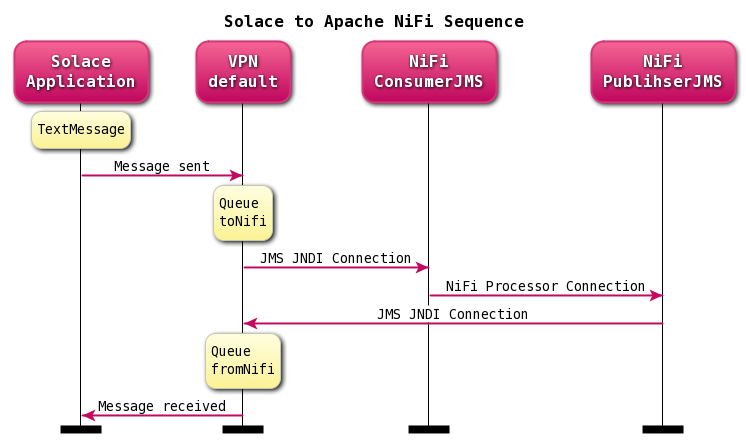 Solace to Apache NiFi Sequence
Solace
Application
VPN
default
NiFi
ConsumerJMS
NiFi
PublihserJMS
TextMessage
Message sent
Queue
toNifi
JMS JNDI Connection
NiFi Processor Connection
JMS JNDI Connection
Queue
fromNifi
Message received